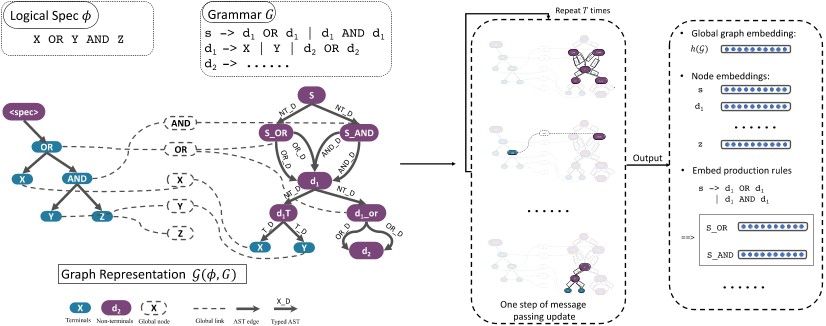 Logical Spec ϕ
X OR Y AND Z
Grammar G
s -> d₁ OR d₁ | d₁ AND d₁
d₁ -> X | Y | d₂ OR d₂
d₂ -> ......
<spec>
OR
X
AND
Y
Z
AND
OR
X
Y
Z
S
NT_D
NT_D
S_OR
S_AND
OR_D
OR_D
AND_D
AND_D
d₁
NT_D
NT_D
d₁T
d₁_or
T_D
T_D
OR_D
OR_D
X
Y
d₂
Graph Representation 𝒢(ϕ, G)
X
Terminals
d₂
Non-terminals
X
Global node
Global link
AST edge
X_D
Typed AST
Repeat T times
......
One step of message
passing update
Output
• Global graph embedding:
h(𝒢)
• Node embeddings:
s
d₁
......
z
• Embed production rules
s -> d₁ OR d₁
| d₁ AND d₁
==>
S_OR
S_AND
......